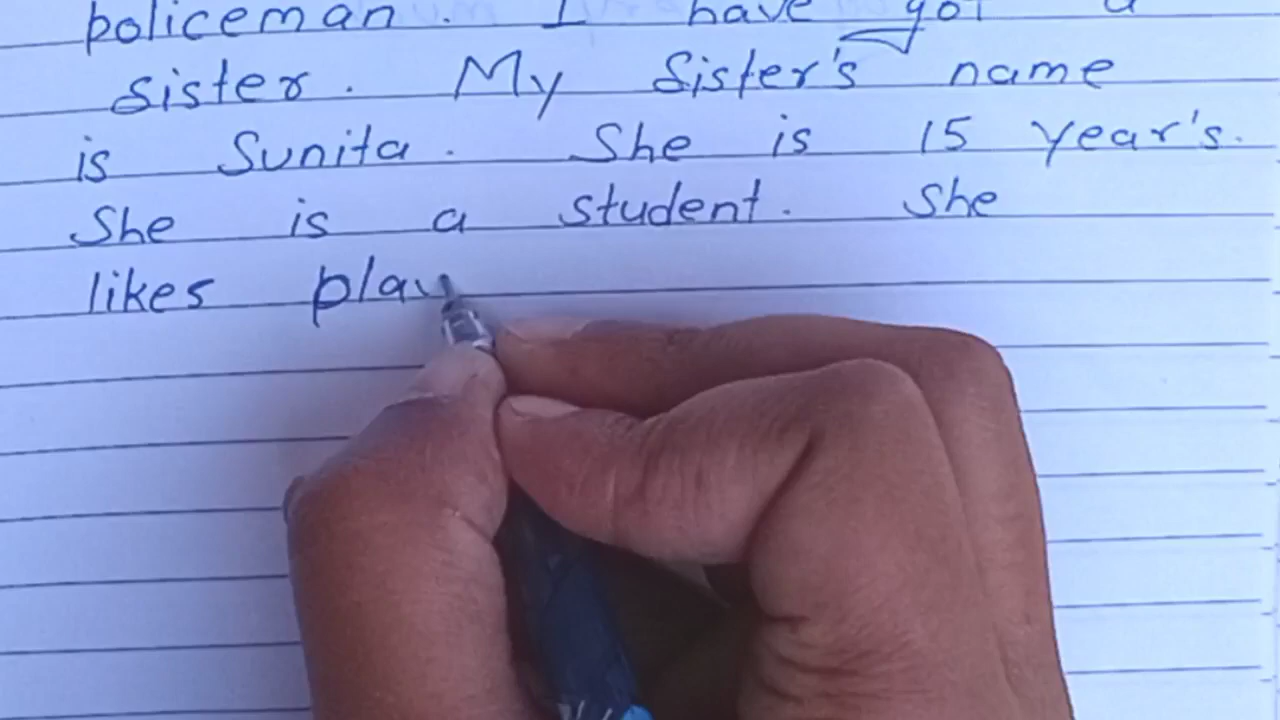 policeman. I have got a
sister. My Sister's name
is Sunita. She is 15 year's.
She is a student. She
likes